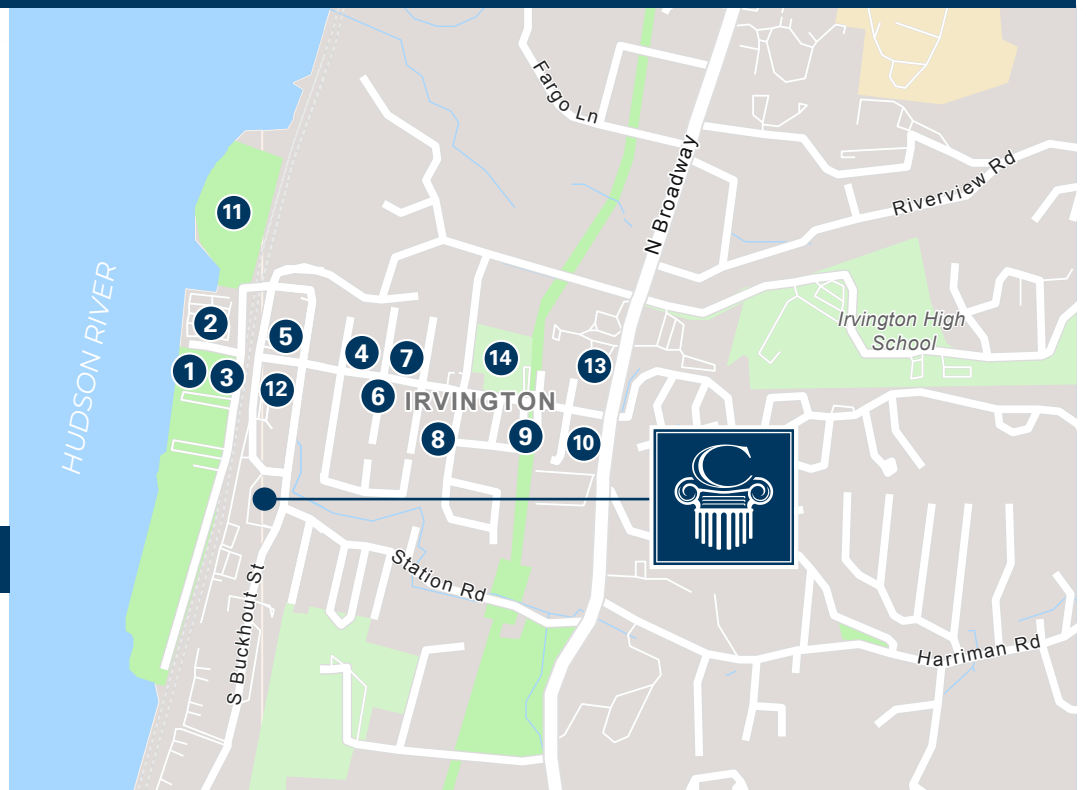 Fargo Ln
N Broadway
Riverview Rd
11
HUDSON RIVER
2
5
Irvington High
School
4
7
14
13
1
3
12
6
IRVINGTON
8
9
10
C
Station Rd
S Buckhout St
Harriman Rd